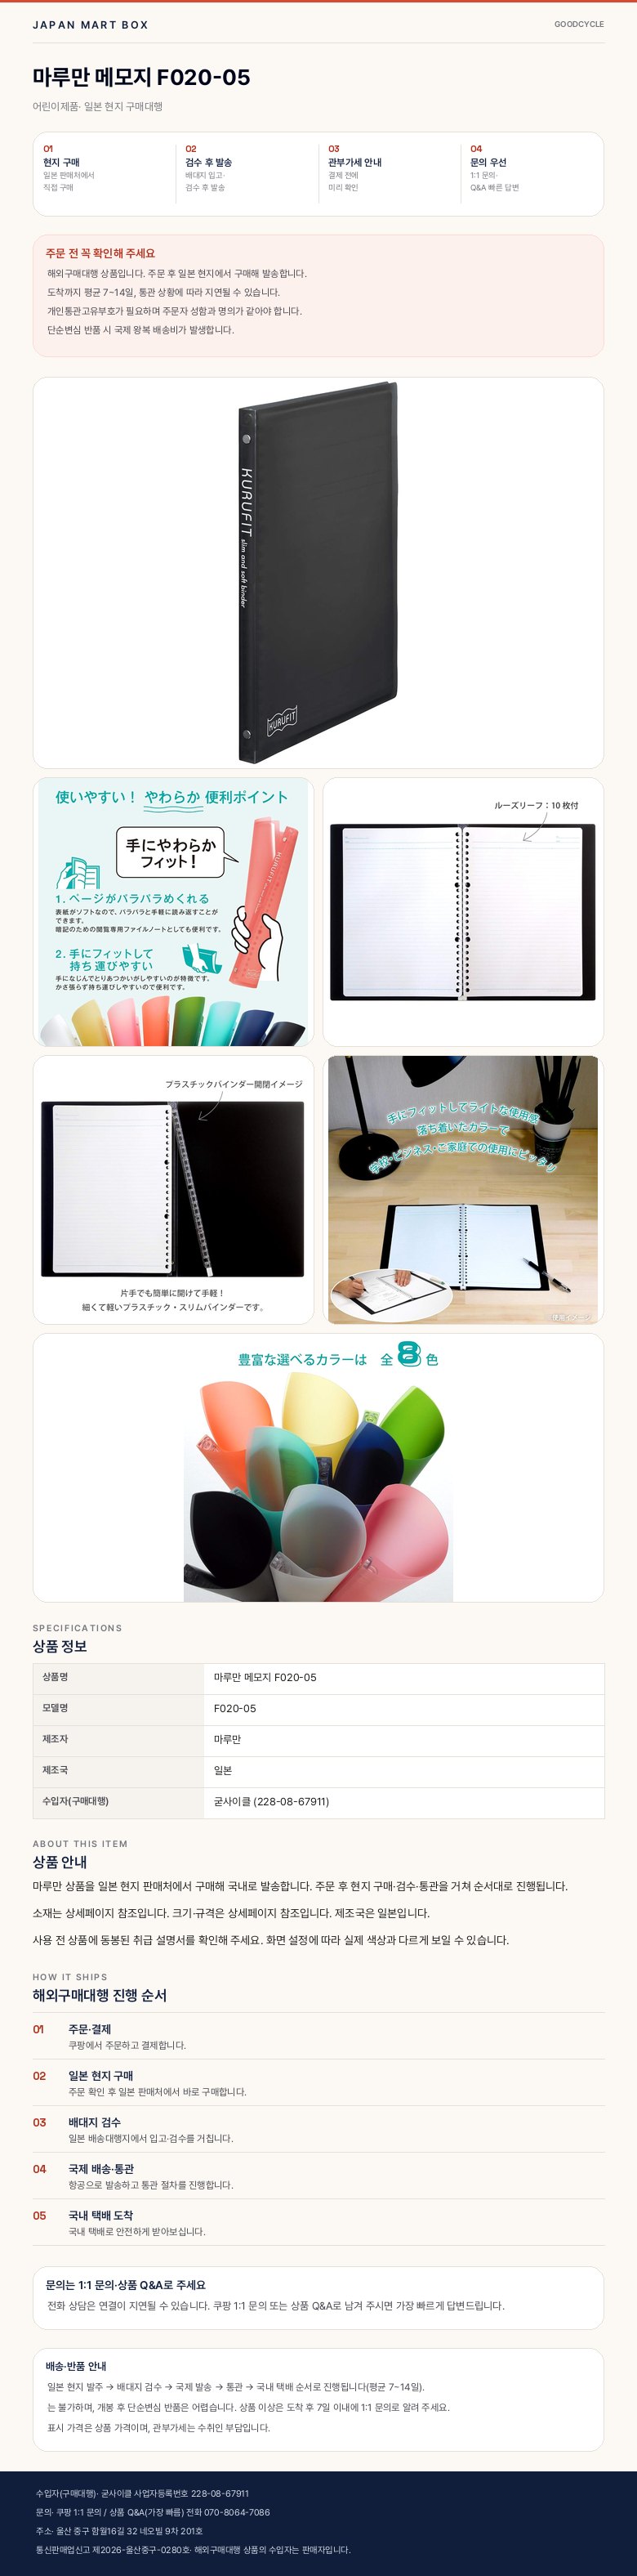 JAPAN MART BOX
GOODCYCLE
마루만 메모지 F020-05
어린이제품· 일본 현지 구매대행
01
현지 구매
일본 판매처에서
직접 구매
02
검수 후 발송
배대지 입고·
검수 후 발송
03
관부가세 안내
결제 전에
미리 확인
04
문의 우선
1:1 문의·
Q&A 빠른 답변
주문 전 꼭 확인해 주세요
해외구매대행 상품입니다. 주문 후 일본 현지에서 구매해 발송합니다.
도착까지 평균 7~14일, 통관 상황에 따라 지연될 수 있습니다.
개인통관고유부호가 필요하며 주문자 성함과 명의가 같아야 합니다.
단순변심 반품 시 국제 왕복 배송비가 발생합니다.
KURUFIT slim and soft binder
KURUFIT
使いやすい! やわらか 便利ポイント
手にやわらか
フィット!
KURUFIT
1. ページがパラパラめくれる
表紙がソフトなので、パラパラと手軽に読み返すことが
できます。
暗記のための閲覧専用ファイルノートとしても便利です。
2. 手にフィットして
持ち運びやすい
手になじんでとりあつかいがしやすいのが特徴です。
かさ張らず持ち運びしやすいので便利です。
ルーズリーフ:10 枚付
プラスチックバインダー開閉イメージ
片手でも簡単に開けて手軽!
細くて軽いプラスチック・スリムバインダーです。
手にフィットしてライトな使用感
落ち着いたカラーで
学校・ビジネス・ご家庭での使用にピッタリ
豊富な選べるカラーは 全 8 色
SPECIFICATIONS
상품 정보
상품명 마루만 메모지 F020-05
모델명 F020-05
제조자 마루만
제조국 일본
수입자(구매대행) 굳사이클 (228-08-67911)
ABOUT THIS ITEM
상품 안내
마루만 상품을 일본 현지 판매처에서 구매해 국내로 발송합니다. 주문 후 현지 구매·검수·통관을 거쳐 순서대로 진행됩니다.
소재는 상세페이지 참조입니다. 크기·규격은 상세페이지 참조입니다. 제조국은 일본입니다.
사용 전 상품에 동봉된 취급 설명서를 확인해 주세요. 화면 설정에 따라 실제 색상과 다르게 보일 수 있습니다.
HOW IT SHIPS
해외구매대행 진행 순서
01 주문·결제
쿠팡에서 주문하고 결제합니다.
02 일본 현지 구매
주문 확인 후 일본 판매처에서 바로 구매합니다.
03 배대지 검수
일본 배송대행지에서 입고·검수를 거칩니다.
04 국제 배송·통관
항공으로 발송하고 통관 절차를 진행합니다.
05 국내 택배 도착
국내 택배로 안전하게 받아보십니다.
문의는 1:1 문의·상품 Q&A로 주세요
전화 상담은 연결이 지연될 수 있습니다. 쿠팡 1:1 문의 또는 상품 Q&A로 남겨 주시면 가장 빠르게 답변드립니다.
배송·반품 안내
일본 현지 발주 → 배대지 검수 → 국제 발송 → 통관 → 국내 택배 순서로 진행됩니다(평균 7~14일).
는 불가하며, 개봉 후 단순변심 반품은 어렵습니다. 상품 이상은 도착 후 7일 이내에 1:1 문의로 알려 주세요.
표시 가격은 상품 가격이며, 관부가세는 수취인 부담입니다.
수입자(구매대행)· 굳사이클 사업자등록번호 228-08-67911
문의· 쿠팡 1:1 문의 / 상품 Q&A(가장 빠름) 전화 070-8064-7086
주소· 울산 중구 함월16길 32 네오빌 9차 201호
통신판매업신고 제2026-울산중구-0280호· 해외구매대행 상품의 수입자는 판매자입니다.